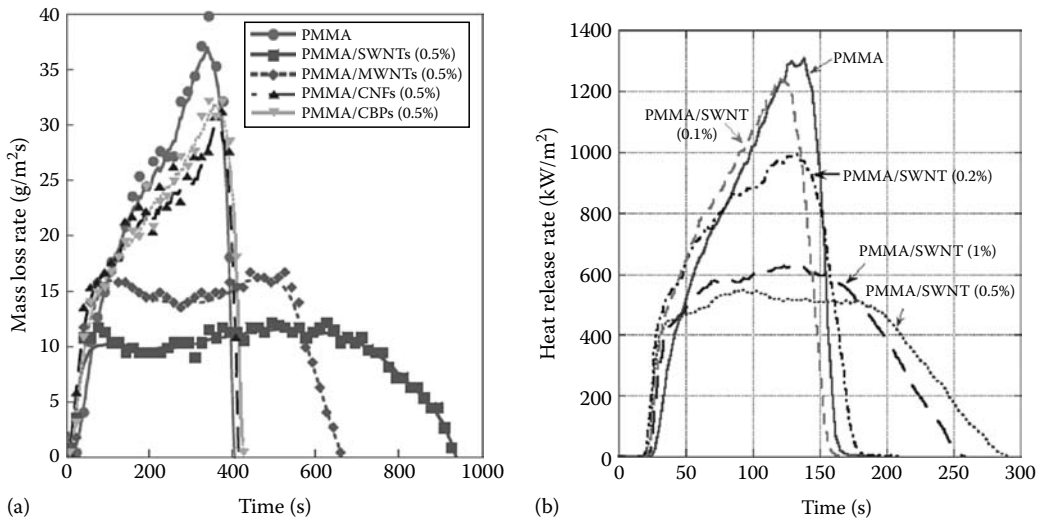 40
35
30
25
20
15
10
5
0
Mass loss rate (g/m²s)
PMMA
PMMA/SWNTs (0.5%)
PMMA/MWNTs (0.5%)
PMMA/CNFs (0.5%)
PMMA/CBPs (0.5%)
0 200 400 600 800 1000
Time (s)
(a)
1400
1200
1000
800
600
400
200
0
Heat release rate (kW/m²)
PMMA
PMMA/SWNT
(0.1%)
PMMA/SWNT (0.2%)
PMMA/SWNT (1%)
PMMA/SWNT (0.5%)
0 50 100 150 200 250 300
Time (s)
(b)